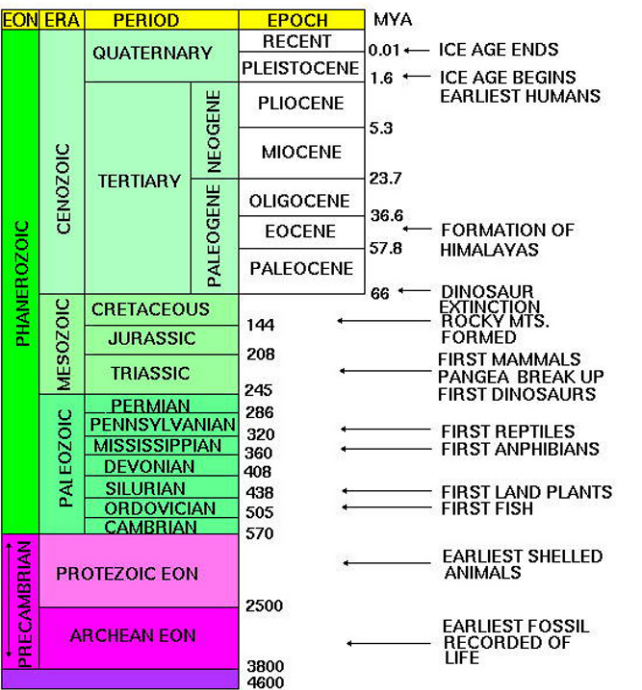 EON ERA PERIOD EPOCH MYA
PHANEROZOIC
CENOZOIC
QUATERNARY
RECENT
0.01
ICE AGE ENDS
PLEISTOCENE
1.6
ICE AGE BEGINS
EARLIEST HUMANS
TERTIARY
NEOGENE
PLIOCENE
5.3
MIOCENE
23.7
PALEOGENE
OLIGOCENE
36.6
EOCENE
FORMATION OF
HIMALAYAS
57.8
PALEOCENE
66
DINOSAUR
EXTINCTION
MESOZOIC
CRETACEOUS
144
ROCKY MTS.
FORMED
JURASSIC
208
TRIASSIC
245
FIRST MAMMALS
PANGEA BREAK UP
FIRST DINOSAURS
PALEOZOIC
PERMIAN
286
PENNSYLVANIAN
320
FIRST REPTILES
MISSISSIPPIAN
360
FIRST ANPHIBIANS
DEVONIAN
408
SILURIAN
438
FIRST LAND PLANTS
ORDOVICIAN
505
FIRST FISH
CAMBRIAN
570
PRECAMBRIAN
PROTEZOIC EON
EARLIEST SHELLED
ANIMALS
2500
ARCHEAN EON
EARLIEST FOSSIL
RECORDED OF
LIFE
3800
4600